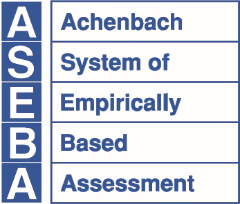 A Achenbach
S System of
E Empirically
B Based
A Assessment